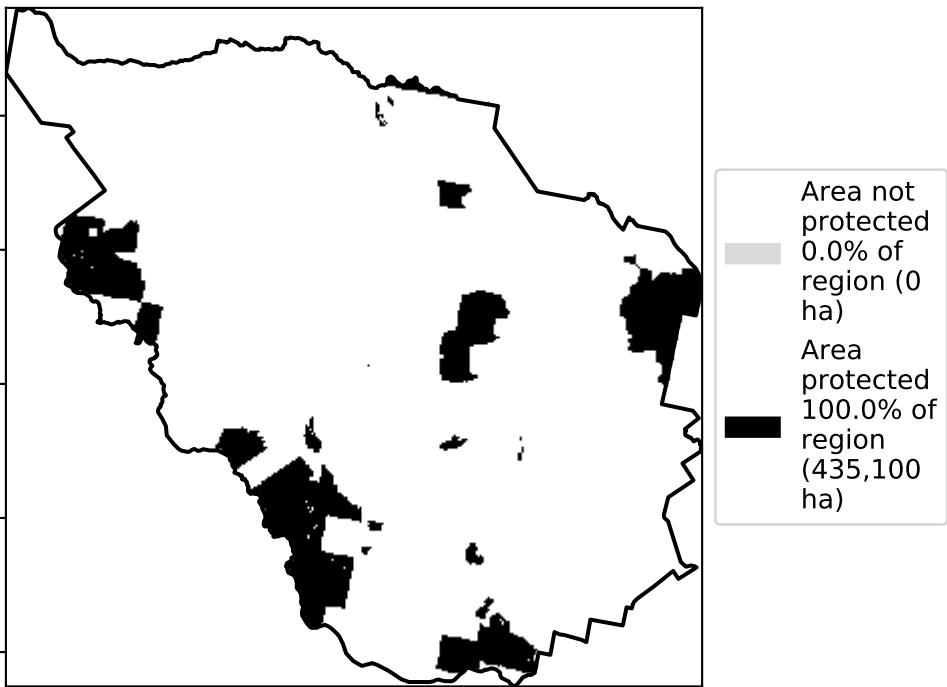 Area not
protected
0.0% of
region (0
ha)
Area
protected
100.0% of
region
(435,100
ha)